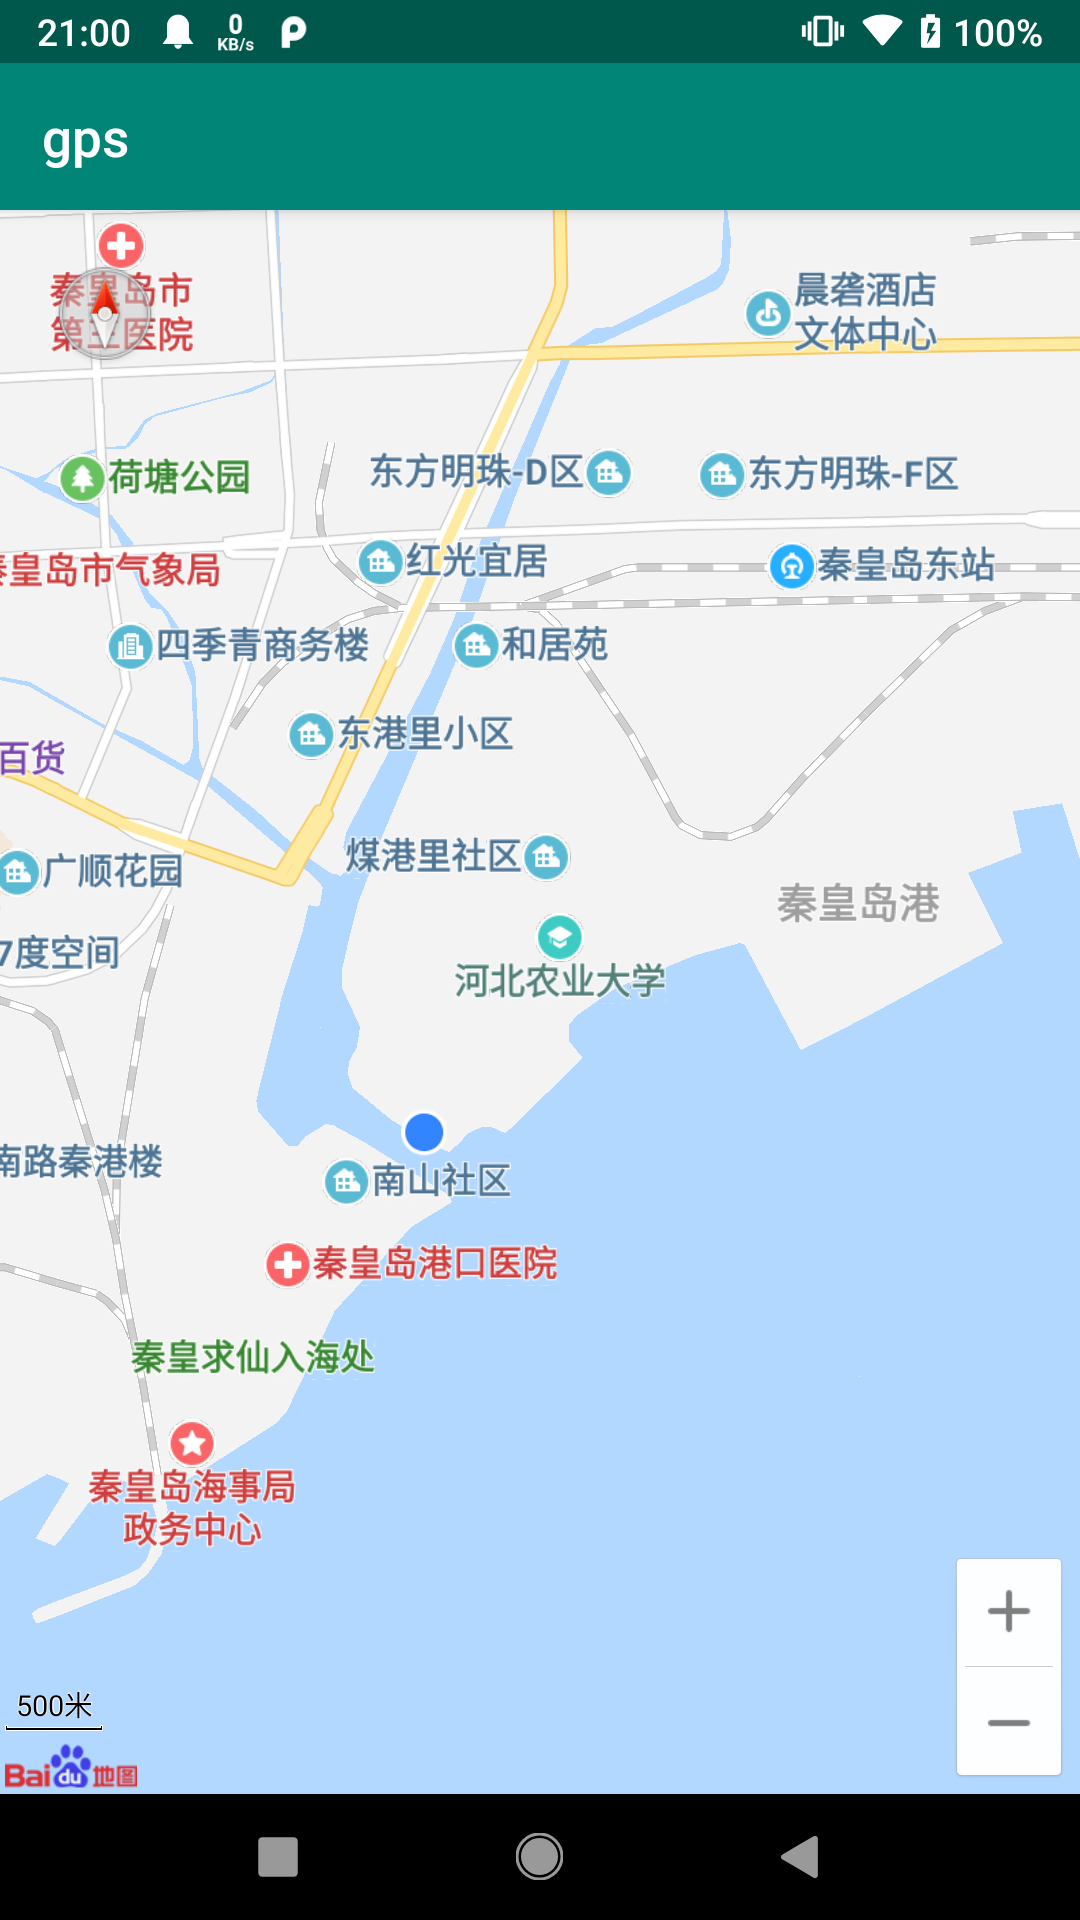 21:00
0
KB/s
100%
gps
秦皇岛市
第三医院
晨砻酒店
文体中心
荷塘公园
东方明珠-D区
东方明珠-F区
秦皇岛市气象局
红光宜居
秦皇岛东站
四季青商务楼
和居苑
东港里小区
百货
广顺花园
煤港里社区
秦皇岛港
7度空间
河北农业大学
南路秦港楼
南山社区
秦皇岛港口医院
秦皇求仙入海处
秦皇岛海事局
政务中心
500米
Baidu地图